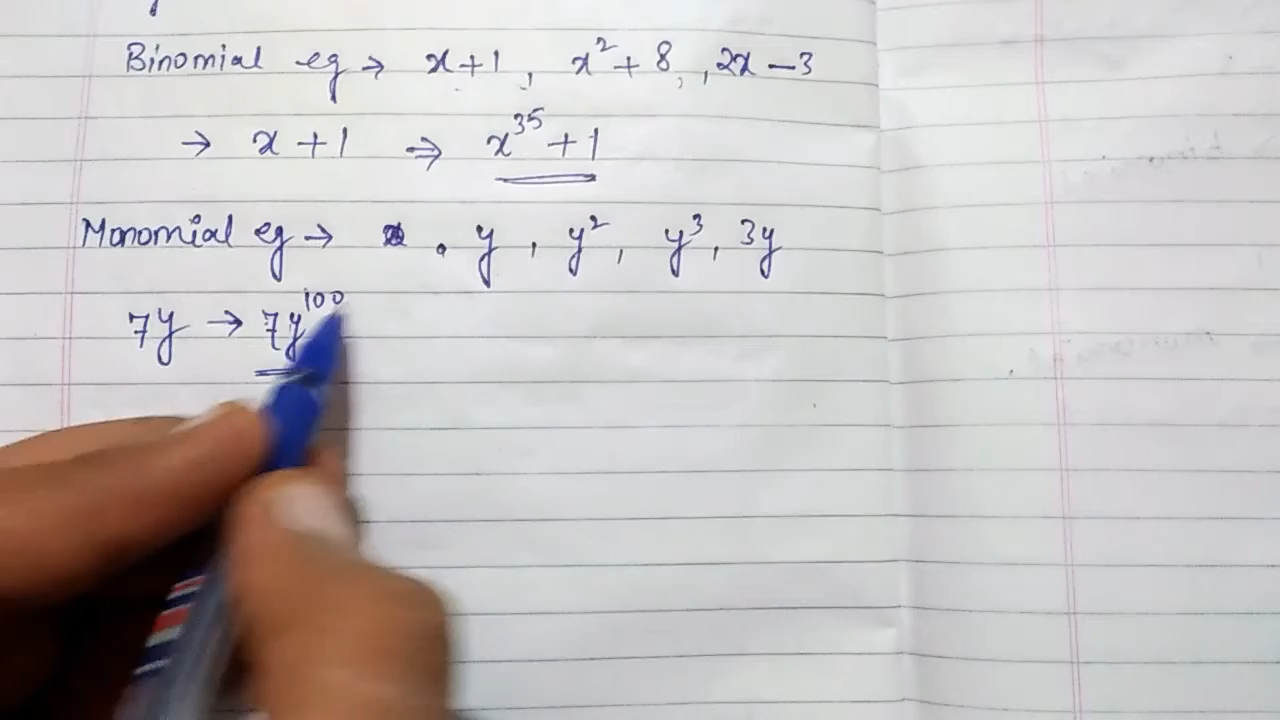 Binomial eg → x+1, x²+8, , 2x-3
→ x+1 ⇒ x³⁵+1
Monomial eg → . y, y², y³, 3y
7y → 7y¹⁰⁰